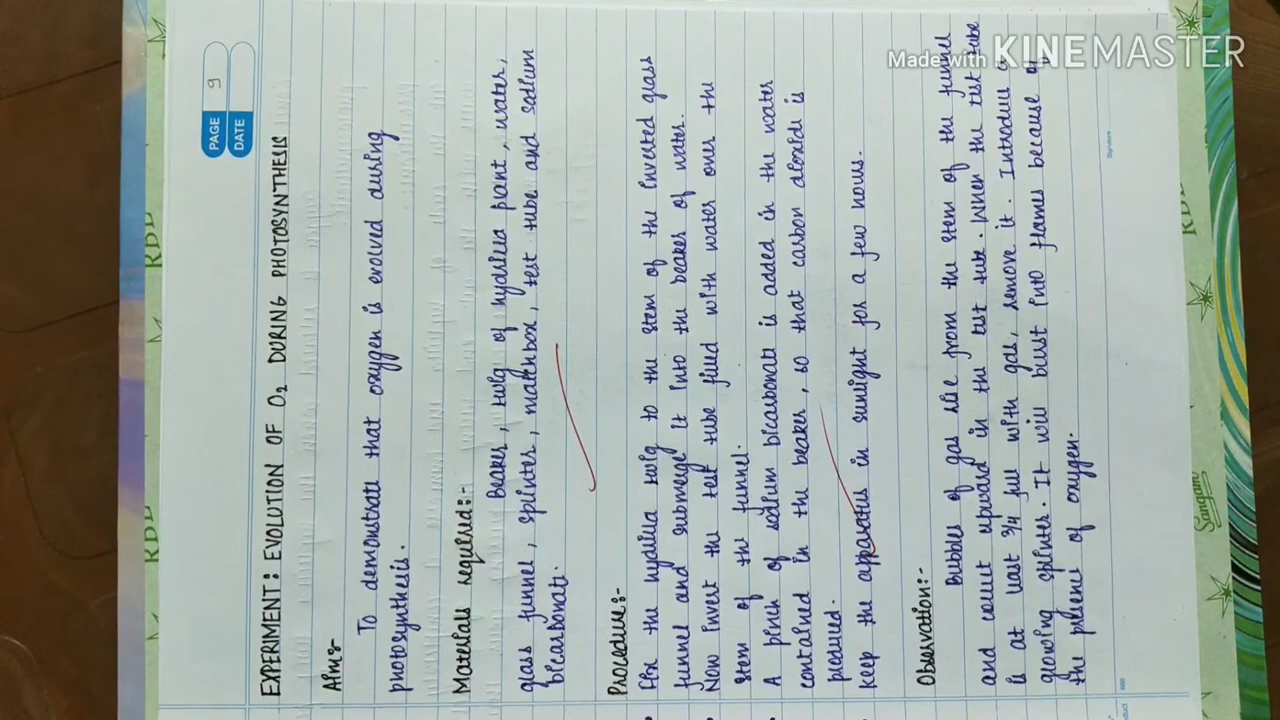 PAGE 9
DATE
EXPERIMENT: EVOLUTION OF O₂ DURING PHOTOSYNTHESIS
Aim:-
To demonstrate that oxygen is evolved during
photosynthesis.
Materials required:-
Beaker, twig of hydrilla plant, water,
glass funnel, splinter, matchbox, test tube and sodium
bicarbonate.
Procedure:-
• Fix the hydrilla twig to the stem of the inverted glass
funnel and submerge it into the beaker of water.
• Now invert the test tube filled with water over the
stem of the funnel.
• A pinch of sodium bicarbonate is added in the water
contained in the beaker, so that carbon dioxide is
produced.
• keep the apparatus in sunlight for a few hours.
Observation:-
Bubbles of gas rise from the stem of the funnel
and collect upward in the test tube. When the test tube
is at least 3/4 full with gas, remove it. Introduce a
glowing splinter. It will burst into flames because of
the presence of oxygen.
Signature
Sangam
Made with KINEMASTER